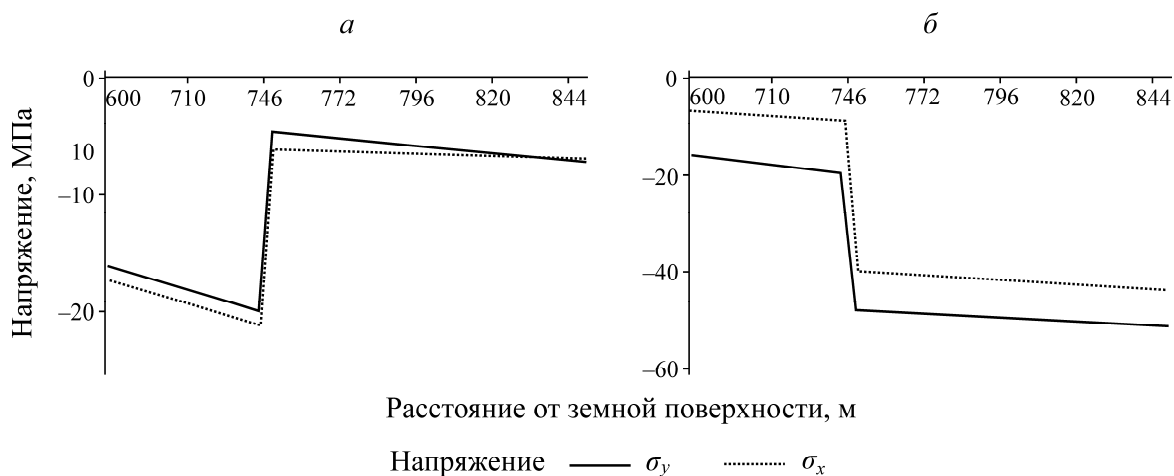 а
б
0
600 710 746 772 796 820 844
10
–10
–20
0
600 710 746 772 796 820 844
–20
–40
–60
Напряжение, МПа
Расстояние от земной поверхности, м
Напряжение σy σx